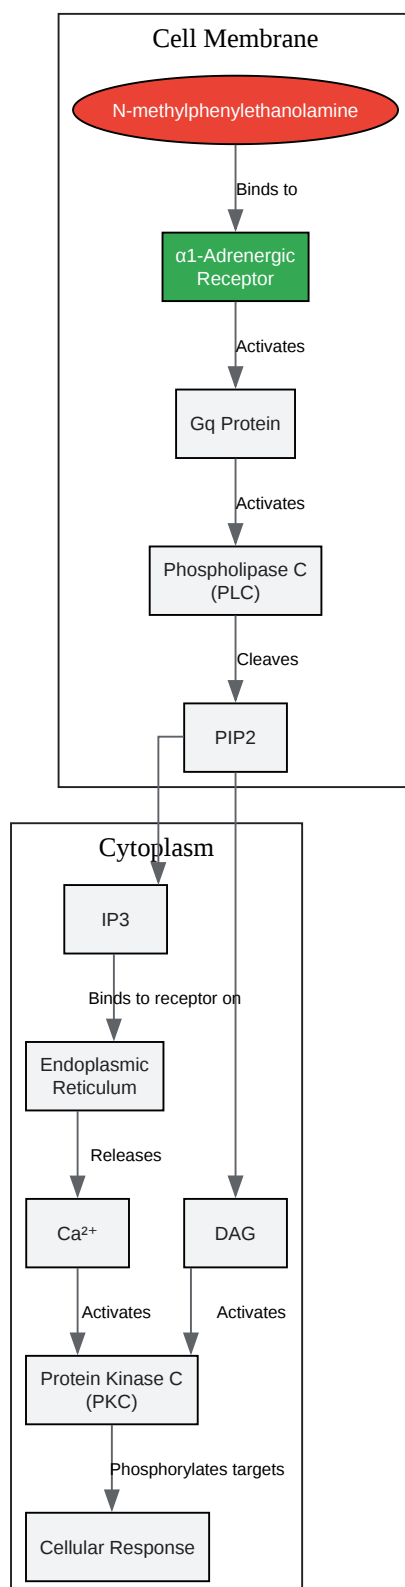 Cell Membrane
N-methylphenylethanolamine
Binds to
α1-Adrenergic
Receptor
Activates
Gq Protein
Activates
Phospholipase C
(PLC)
Cleaves
PIP2
Cytoplasm
IP3
Binds to receptor on
Endoplasmic
Reticulum
Releases
Ca²⁺
DAG
Activates
Activates
Protein Kinase C
(PKC)
Phosphorylates targets
Cellular Response